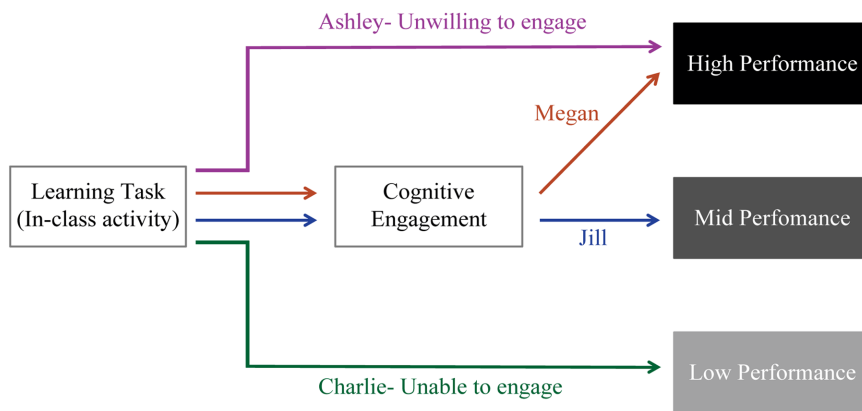 Ashley- Unwilling to engage
High Performance
Megan
Learning Task
(In-class activity)
Cognitive
Engagement
Mid Perfomance
Jill
Low Performance
Charlie- Unable to engage